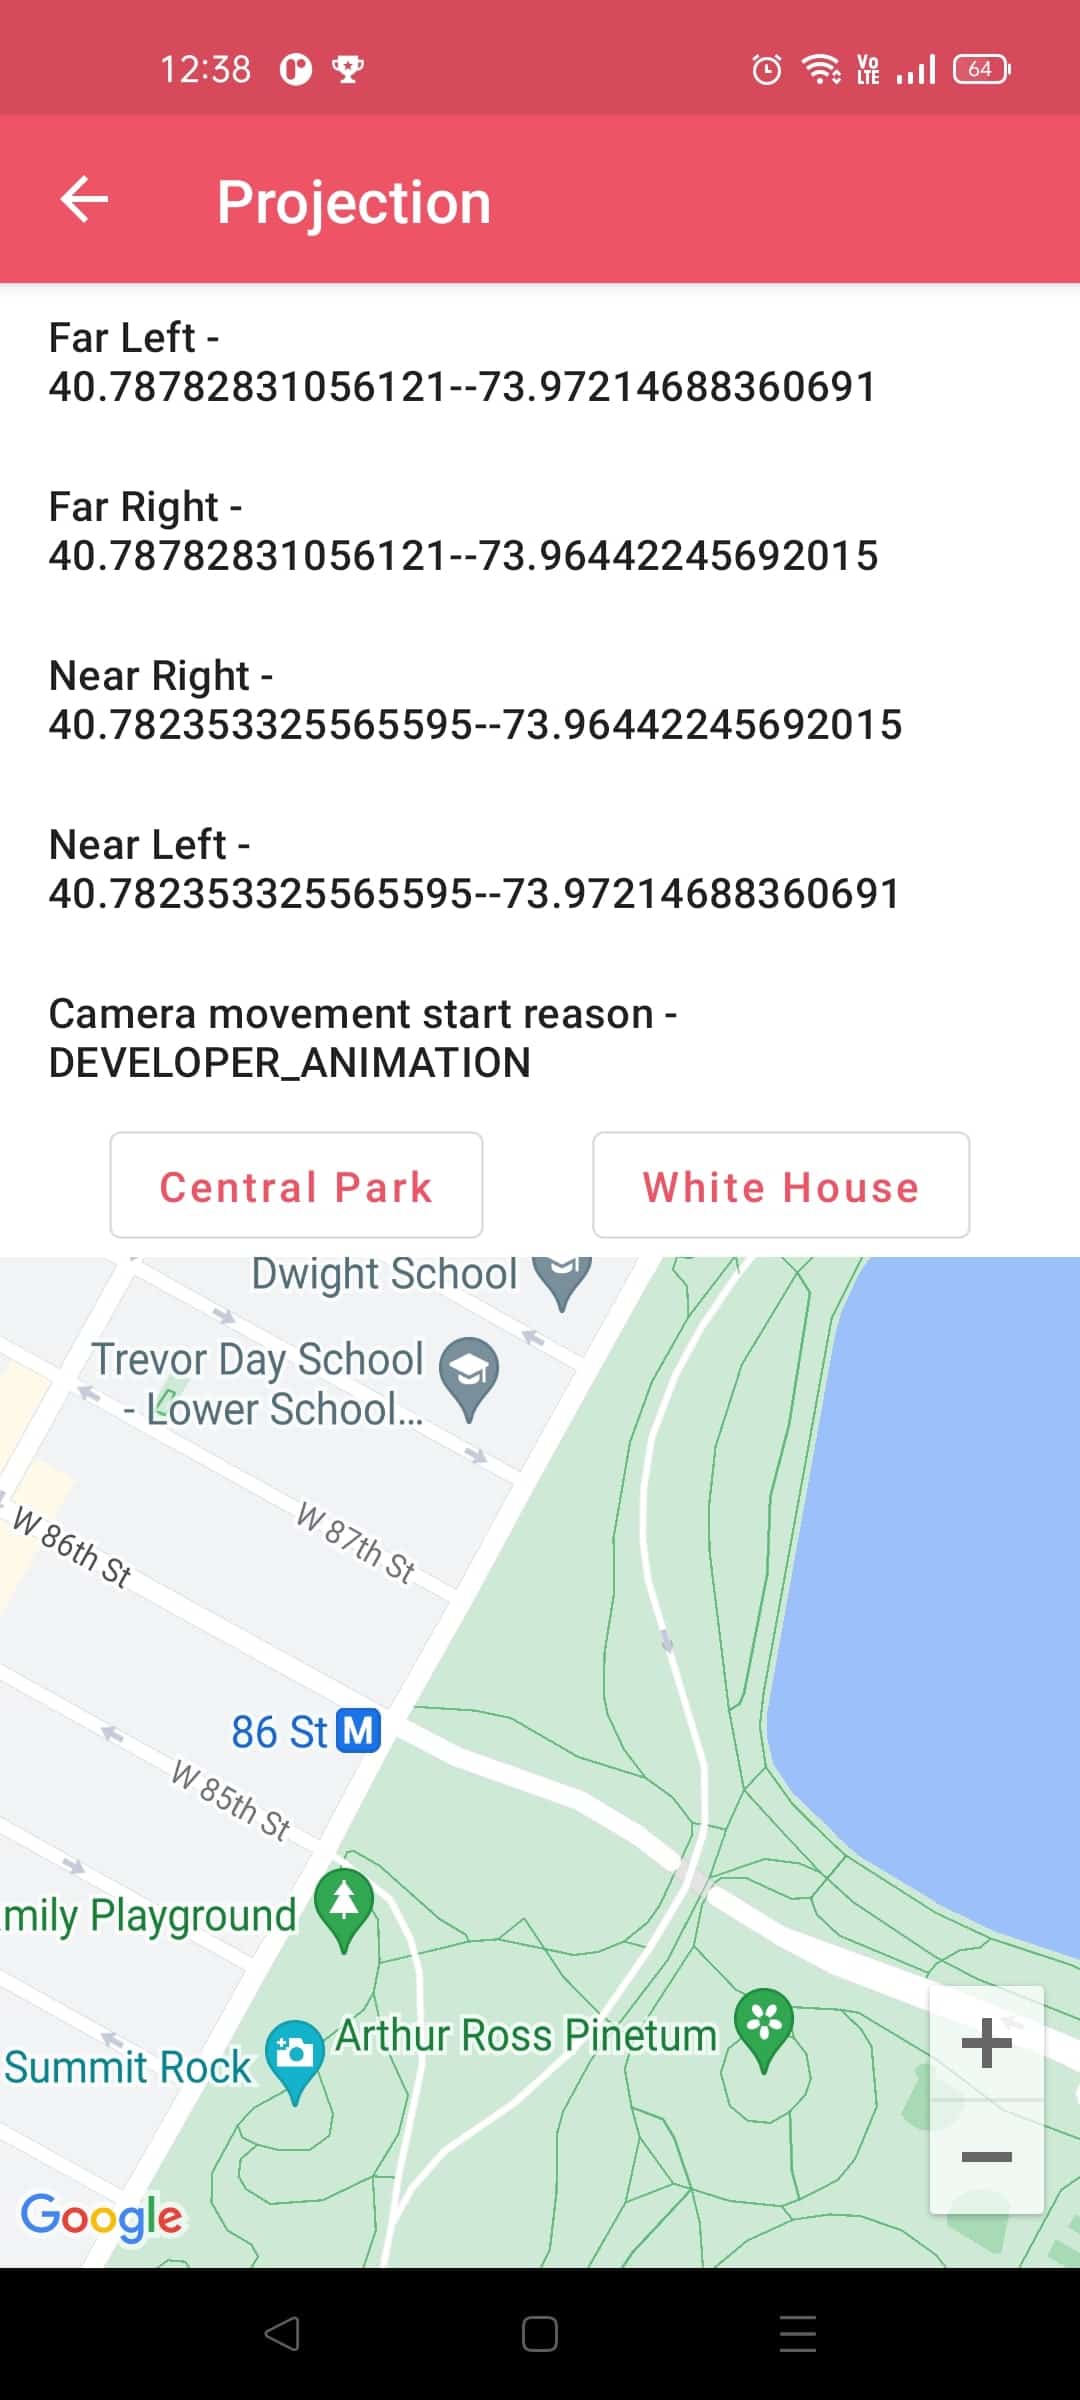 12:38
Vo
LTE
64
Projection
Far Left -
40.78782831056121--73.97214688360691
Far Right -
40.78782831056121--73.96442245692015
Near Right -
40.782353325565595--73.96442245692015
Near Left -
40.782353325565595--73.97214688360691
Camera movement start reason -
DEVELOPER_ANIMATION
Central Park
White House
Dwight School
Trevor Day School
- Lower School...
W 87th St
W 86th St
86 St M
W 85th St
mily Playground
Arthur Ross Pinetum
Summit Rock
Google